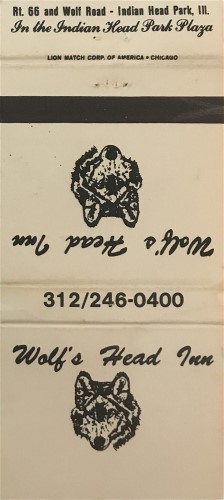 Rt. 66 and Wolf Road - Indian Head Park, Ill.
In the Indian Head Park Plaza
LION MATCH CORP. OF AMERICA • CHICAGO
Wolf's Head Inn
312/246-0400
Wolf's Head Inn